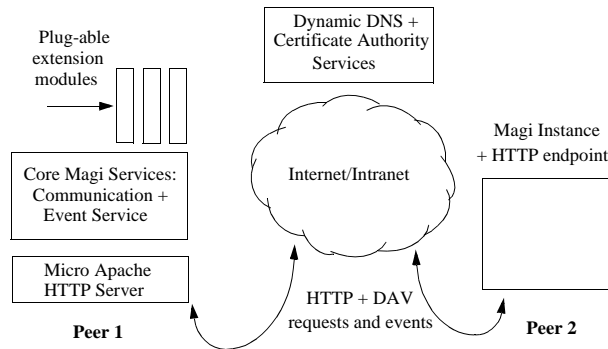 Plug-able
extension
modules
Dynamic DNS +
Certificate Authority
Services
Core Magi Services:
Communication +
Event Service
Internet/Intranet
Magi Instance
+ HTTP endpoint
Micro Apache
HTTP Server
HTTP + DAV
requests and events
Peer 1
Peer 2